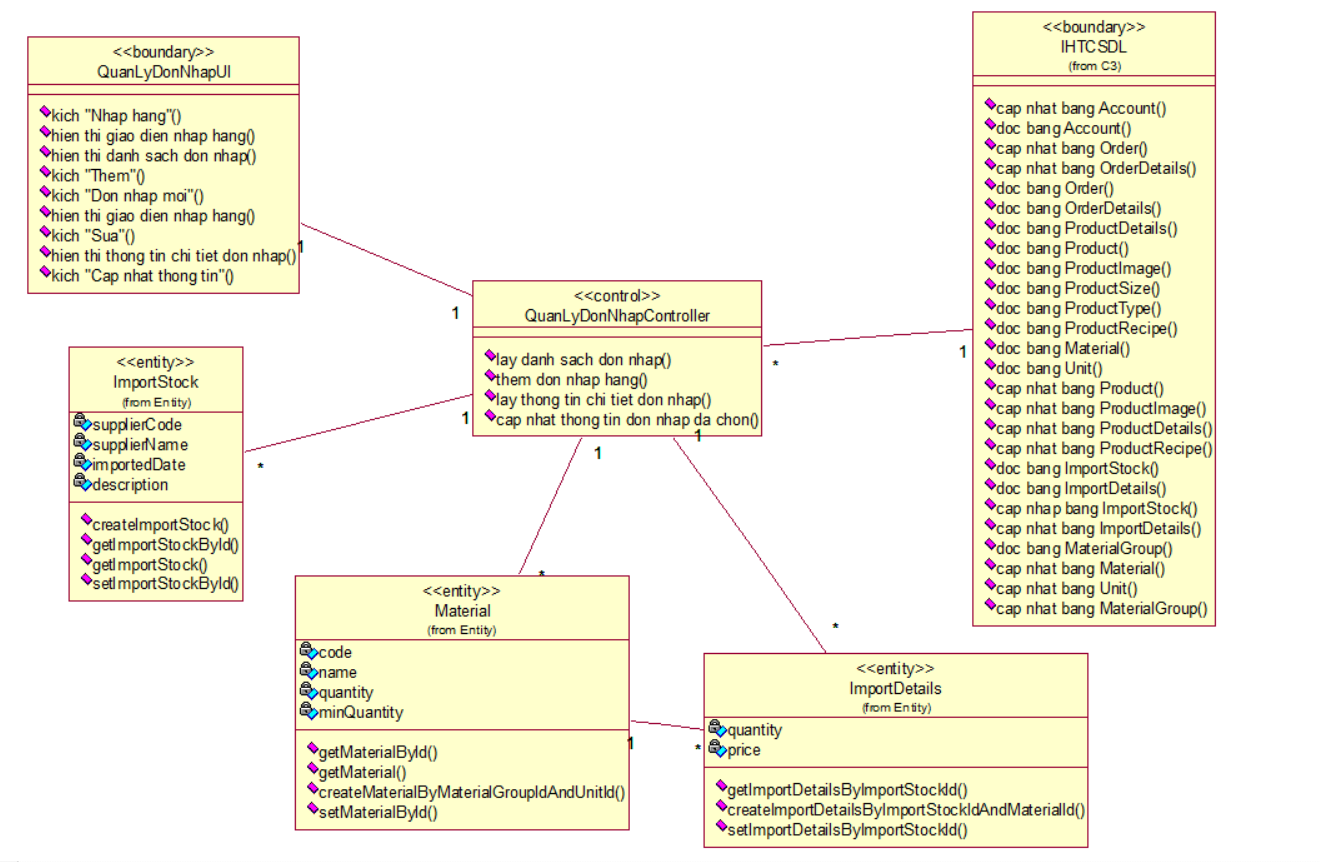 <<boundary>>
QuanLyDonNhapUI
kich "Nhap hang"()
hien thi giao dien nhap hang()
hien thi danh sach don nhap()
kich "Them"()
kich "Don nhap moi"()
hien thi giao dien nhap hang()
kich "Sua"()
hien thi thong tin chi tiet don nhap()
kich "Cap nhat thong tin"()
1
1
<<boundary>>
IHTCSDL
(from C3)
cap nhat bang Account()
doc bang Account()
cap nhat bang Order()
cap nhat bang OrderDetails()
doc bang Order()
doc bang OrderDetails()
doc bang ProductDetails()
doc bang Product()
doc bang ProductImage()
doc bang ProductSize()
doc bang ProductType()
doc bang ProductRecipe()
doc bang Material()
doc bang Unit()
cap nhat bang Product()
cap nhat bang ProductImage()
cap nhat bang ProductDetails()
cap nhat bang ProductRecipe()
doc bang ImportStock()
doc bang ImportDetails()
cap nhap bang ImportStock()
cap nhat bang ImportDetails()
doc bang MaterialGroup()
cap nhat bang Material()
cap nhat bang Unit()
cap nhat bang MaterialGroup()
<<control>>
QuanLyDonNhapController
lay danh sach don nhap()
them don nhap hang()
lay thong tin chi tiet don nhap()
cap nhat thong tin don nhap da chon()
*
1
1
*
1
*
1
*
<<entity>>
ImportStock
(from Entity)
supplierCode
supplierName
importedDate
description
createImportStock()
getImportStockById()
getImportStock()
setImportStockById()
<<entity>>
Material
(from Entity)
code
name
quantity
minQuantity
getMaterialById()
getMaterial()
createMaterialByMaterialGroupIdAndUnitId()
setMaterialById()
1
*
<<entity>>
ImportDetails
(from Entity)
quantity
price
getImportDetailsByImportStockId()
createImportDetailsByImportStockIdAndMaterialId()
setImportDetailsByImportStockId()